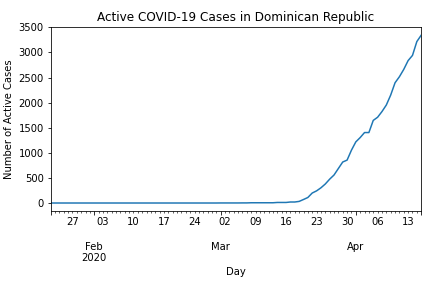 Active COVID-19 Cases in Dominican Republic
Number of Active Cases
3500
3000
2500
2000
1500
1000
500
0
27 03 10 17 24 02 09 16 23 30 06 13
Feb Mar Apr
2020
Day